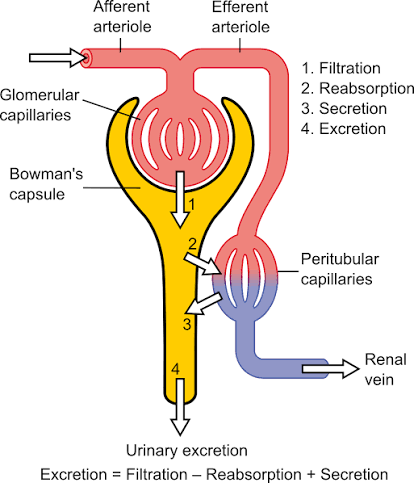 Afferent
arteriole
Efferent
arteriole
1. Filtration
2. Reabsorption
3. Secretion
4. Excretion
Glomerular
capillaries
Bowman's
capsule
1
2
Peritubular
capillaries
3
4
Renal
vein
Urinary excretion
Excretion = Filtration – Reabsorption + Secretion